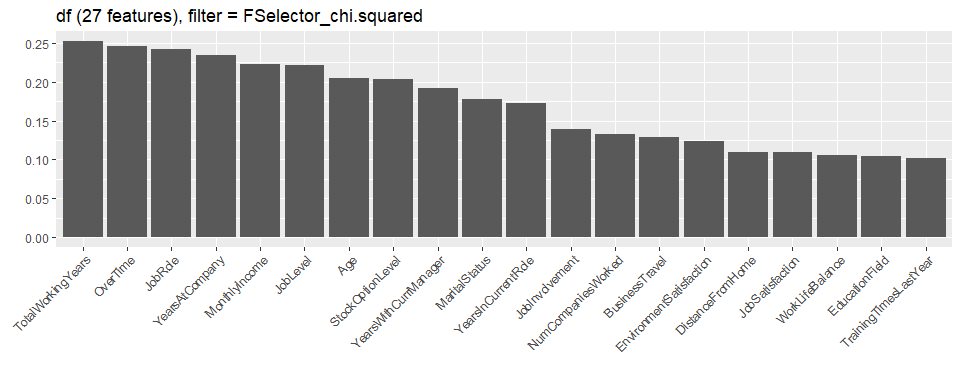 df (27 features), filter = FSelector_chi.squared
0.25
0.20
0.15
0.10
0.05
0.00
TotalWorkingYears
OverTime
JobRole
YearsAtCompany
MonthlyIncome
JobLevel
Age
StockOptionLevel
YearsWithCurrManager
MaritalStatus
YearsInCurrentRole
JobInvolvement
NumCompaniesWorked
BusinessTravel
EnvironmentSatisfaction
DistanceFromHome
JobSatisfaction
WorkLifeBalance
EducationField
TrainingTimesLastYear